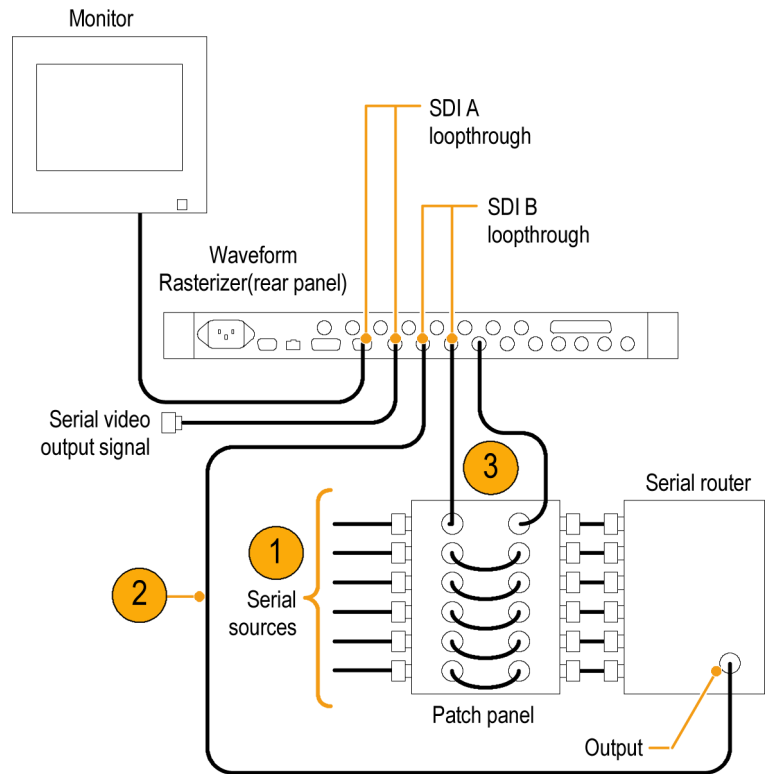 Monitor
SDI A
loopthrough
SDI B
loopthrough
Waveform
Rasterizer(rear panel)
Serial video
output signal
3
Serial router
1
Serial
sources
2
Patch panel
Output